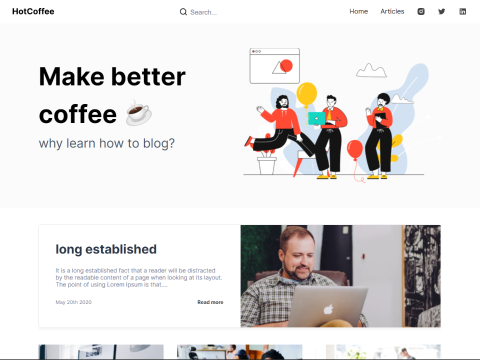 HotCoffee
Search...
Home
Articles
Make better
coffee ☕
why learn how to blog?
long established
It is a long established fact that a reader will be distracted
by the readable content of a page when looking at its layout.
The point of using Lorem Ipsum is that....
May 20th 2020
Read more